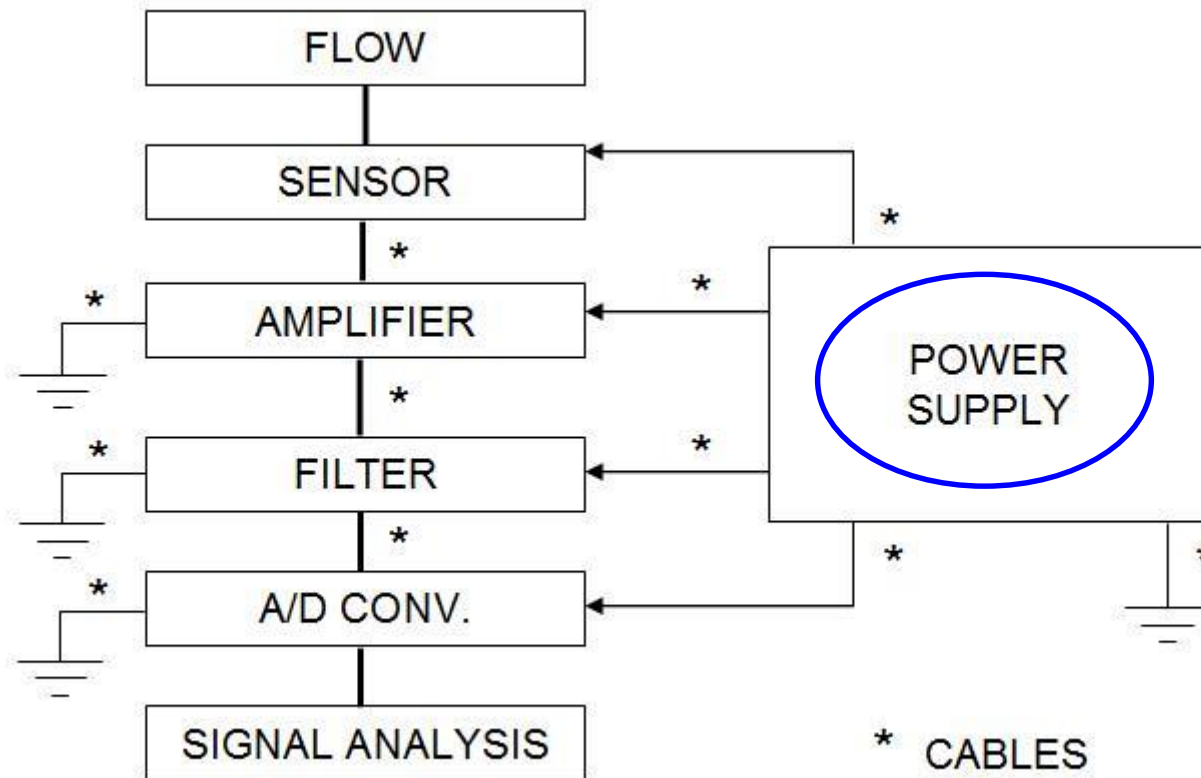 FLOW
SENSOR
*
*
AMPLIFIER
*
*
POWER
SUPPLY
*
FILTER
*
*
*
*
*
A/D CONV.
*
SIGNAL ANALYSIS
* CABLES